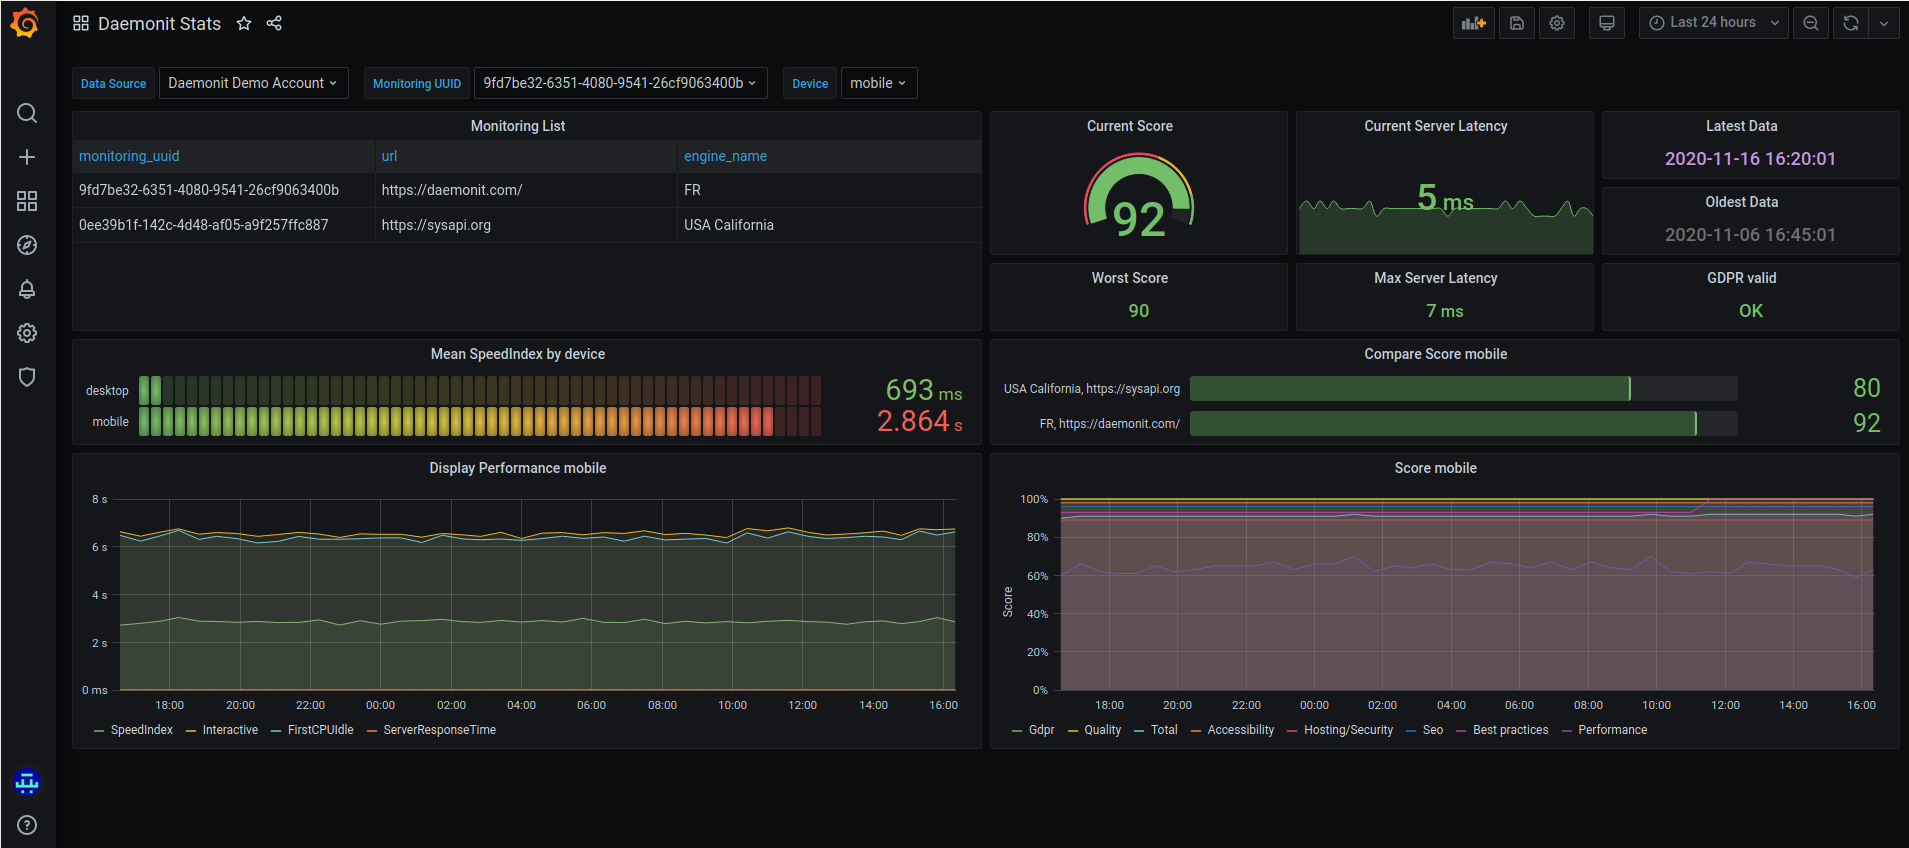 Daemonit Stats
Last 24 hours
Data Source Daemonit Demo Account Monitoring UUID 9fd7be32-6351-4080-9541-26cf9063400b Device mobile
Monitoring List
monitoring_uuid url engine_name
9fd7be32-6351-4080-9541-26cf9063400b https://daemonit.com/ FR
0ee39b1f-142c-4d48-af05-a9f257ffc887 https://sysapi.org USA California
Current Score
92
Current Server Latency
5 ms
Latest Data
2020-11-16 16:20:01
Oldest Data
2020-11-06 16:45:01
Worst Score
90
Max Server Latency
7 ms
GDPR valid
OK
Mean SpeedIndex by device
desktop 693 ms
mobile 2.864 s
Compare Score mobile
USA California, https://sysapi.org 80
FR, https://daemonit.com/ 92
Display Performance mobile
8 s
6 s
4 s
2 s
0 ms
18:00 20:00 22:00 00:00 02:00 04:00 06:00 08:00 10:00 12:00 14:00 16:00
SpeedIndex Interactive FirstCPUIdle ServerResponseTime
Score mobile
Score
100%
80%
60%
40%
20%
0%
18:00 20:00 22:00 00:00 02:00 04:00 06:00 08:00 10:00 12:00 14:00 16:00
Gdpr Quality Total Accessibility Hosting/Security Seo Best practices Performance